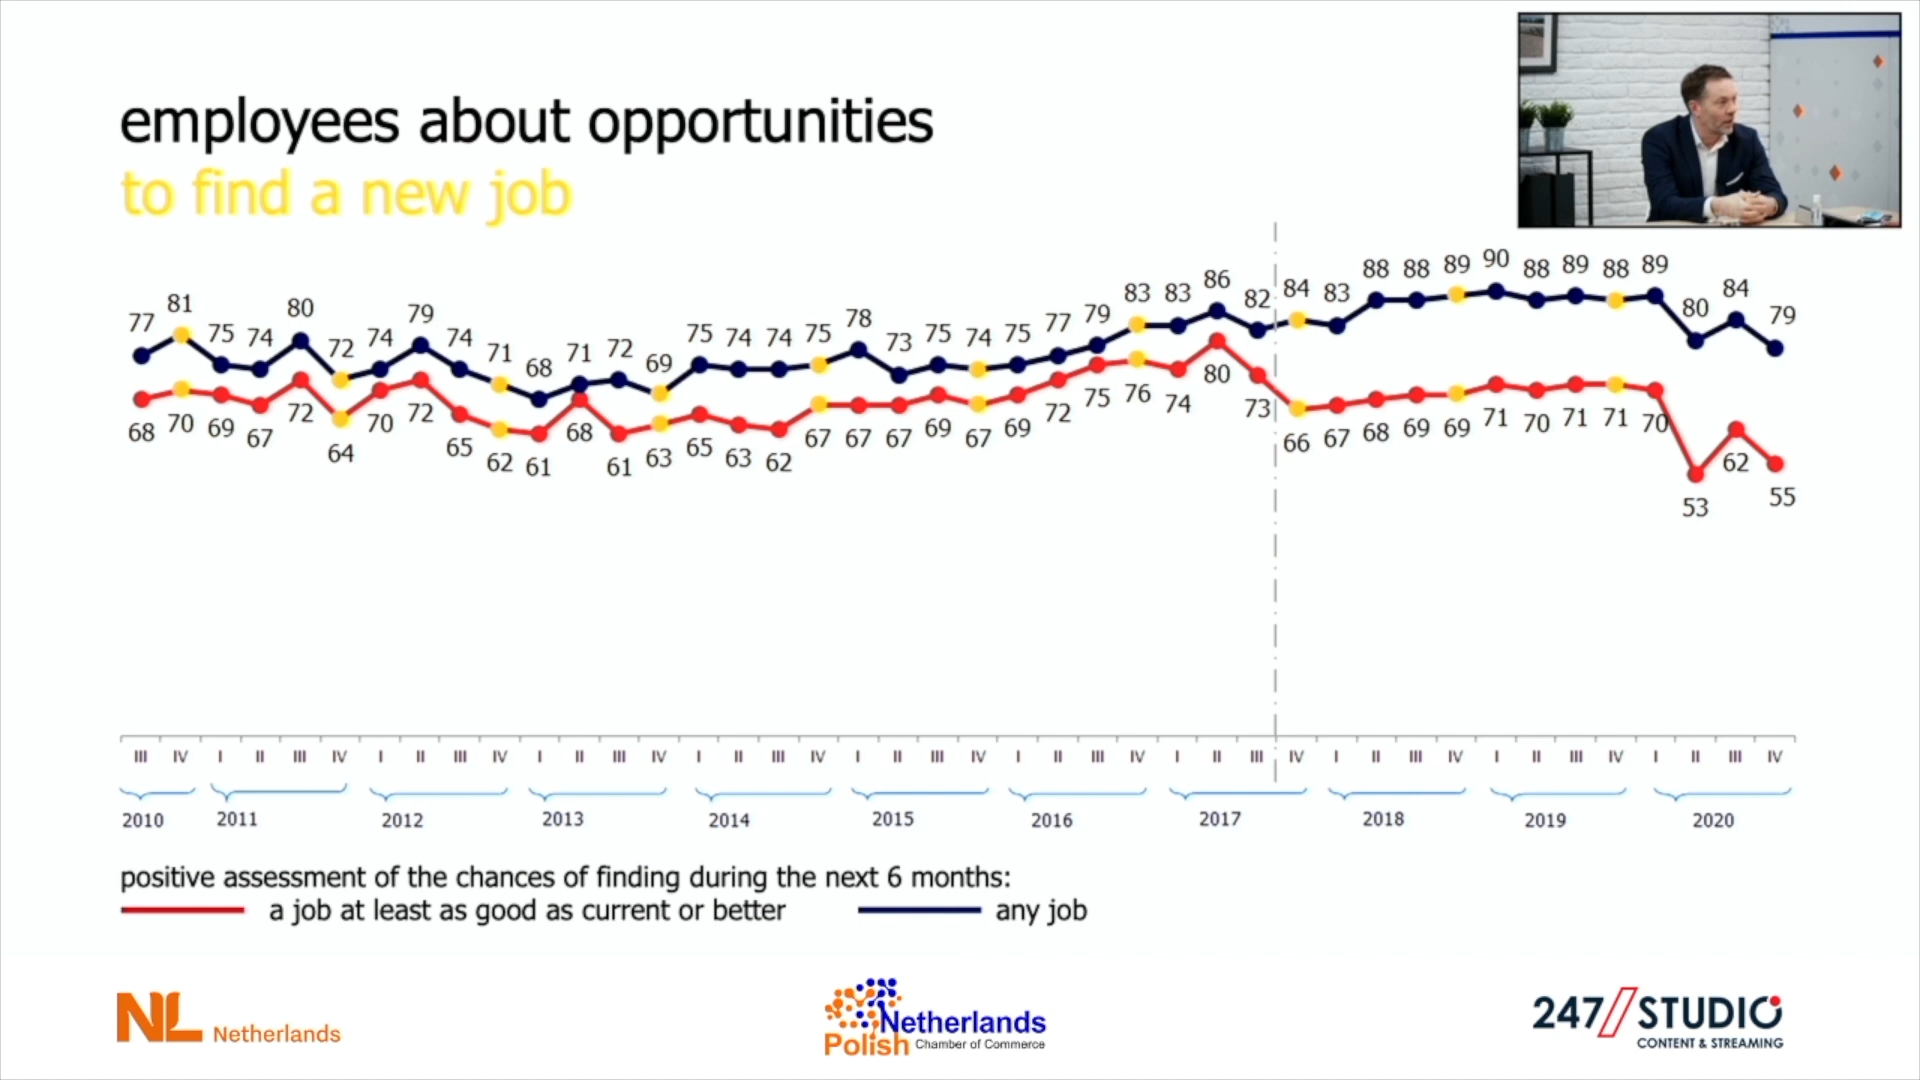 employees about opportunities
to find a new job
77 81 75 74 80 72 74 79 74 71 68 71 72 69 75 74 74 75 78 73 75 74 75 77 79 83 83 86 82 84 83 88 88 89 90 88 89 88 89 80 84 79
68 70 69 67 72 64 70 72 65 62 61 68 61 63 65 63 62 67 67 67 69 67 69 72 75 76 74 80 73 66 67 68 69 69 71 70 71 71 70 53 62 55
III IV I II III IV I II III IV I II III IV I II III IV I II III IV I II III IV I II III IV I II III IV I II III IV I II III IV
2010 2011 2012 2013 2014 2015 2016 2017 2018 2019 2020
positive assessment of the chances of finding during the next 6 months:
a job at least as good as current or better any job
NL Netherlands
Netherlands
Polish Chamber of Commerce
247//STUDIO
CONTENT & STREAMING